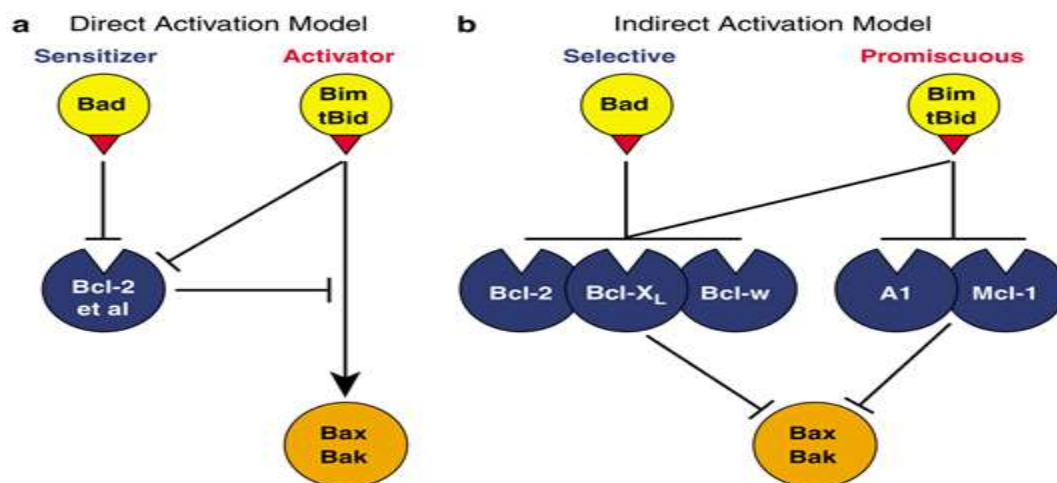 a Direct Activation Model
Sensitizer Activator
Bad
Bim
tBid
Bcl-2
et al
Bax
Bak
b Indirect Activation Model
Selective Promiscuous
Bad
Bim
tBid
Bcl-2 Bcl-XL Bcl-w A1 Mcl-1
Bax
Bak